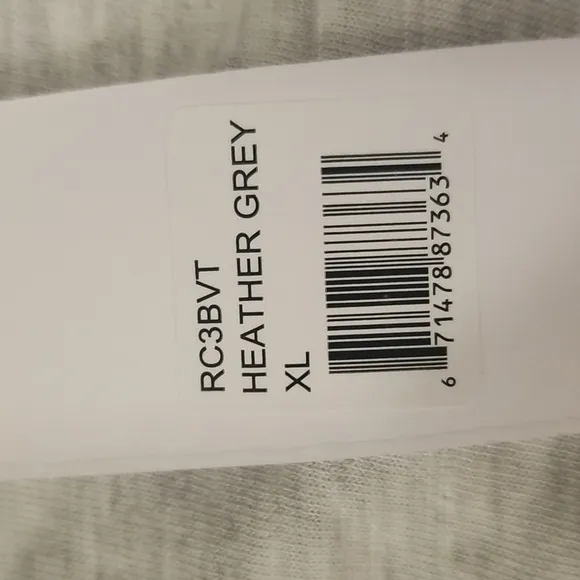 RC3BVT
HEATHER GREY
XL
6 71478 87363 4